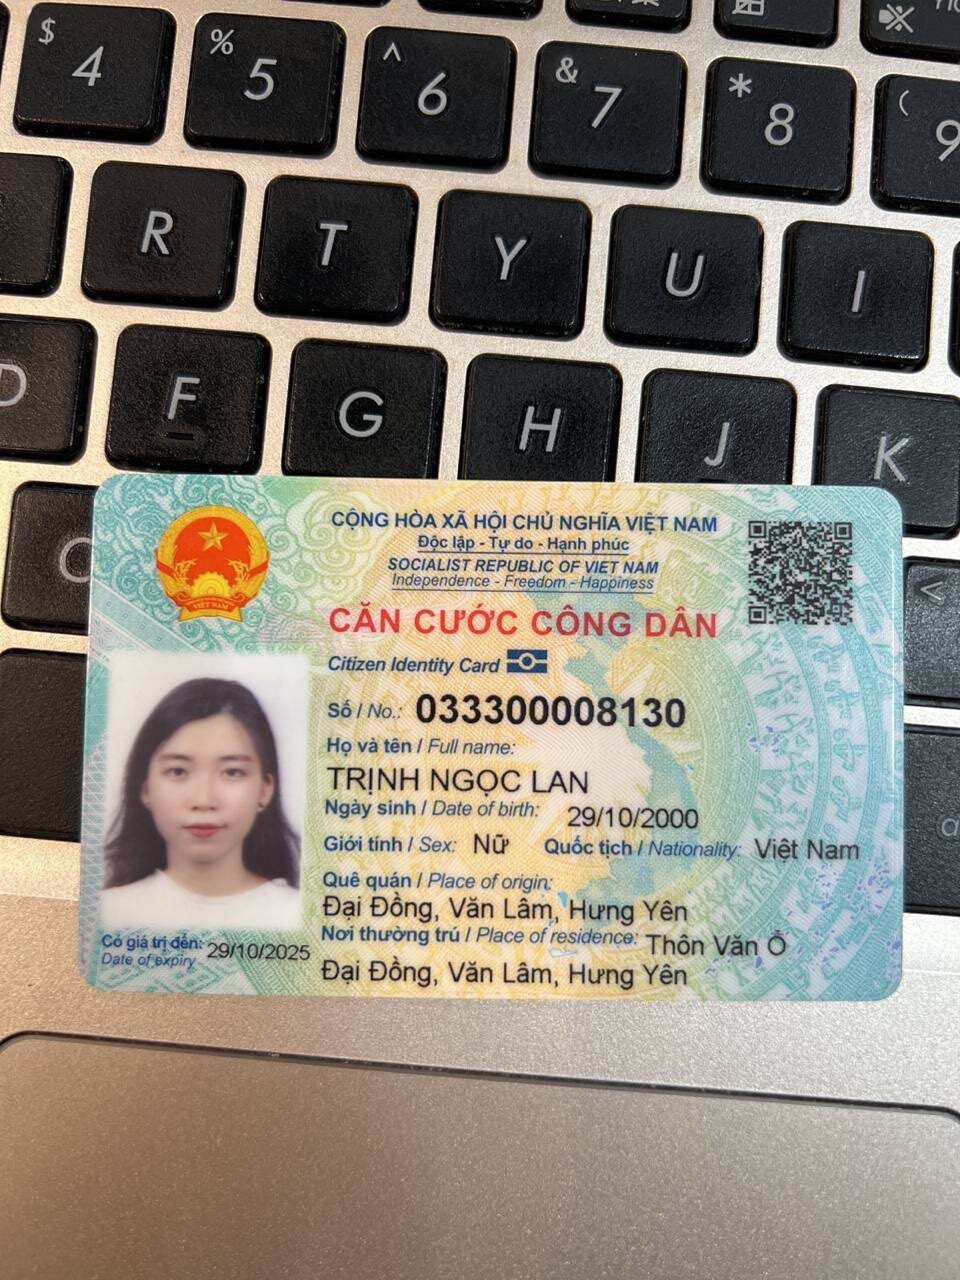 $ 4 % 5 ^ 6 & 7 * 8 ( 9
R T Y U I
D F G H J K
C <
CỘNG HÒA XÃ HỘI CHỦ NGHĨA VIỆT NAM
Độc lập - Tự do - Hạnh phúc
SOCIALIST REPUBLIC OF VIET NAM
Independence - Freedom - Happiness
CĂN CƯỚC CÔNG DÂN
Citizen Identity Card
VIỆT NAM
Số / No.: 033300008130
Họ và tên / Full name:
TRỊNH NGỌC LAN
Ngày sinh / Date of birth: 29/10/2000
Giới tính / Sex: Nữ Quốc tịch / Nationality: Việt Nam
Quê quán / Place of origin:
Đại Đồng, Văn Lâm, Hưng Yên
Nơi thường trú / Place of residence: Thôn Văn Ổ
Đại Đồng, Văn Lâm, Hưng Yên
Có giá trị đến: 29/10/2025
Date of expiry